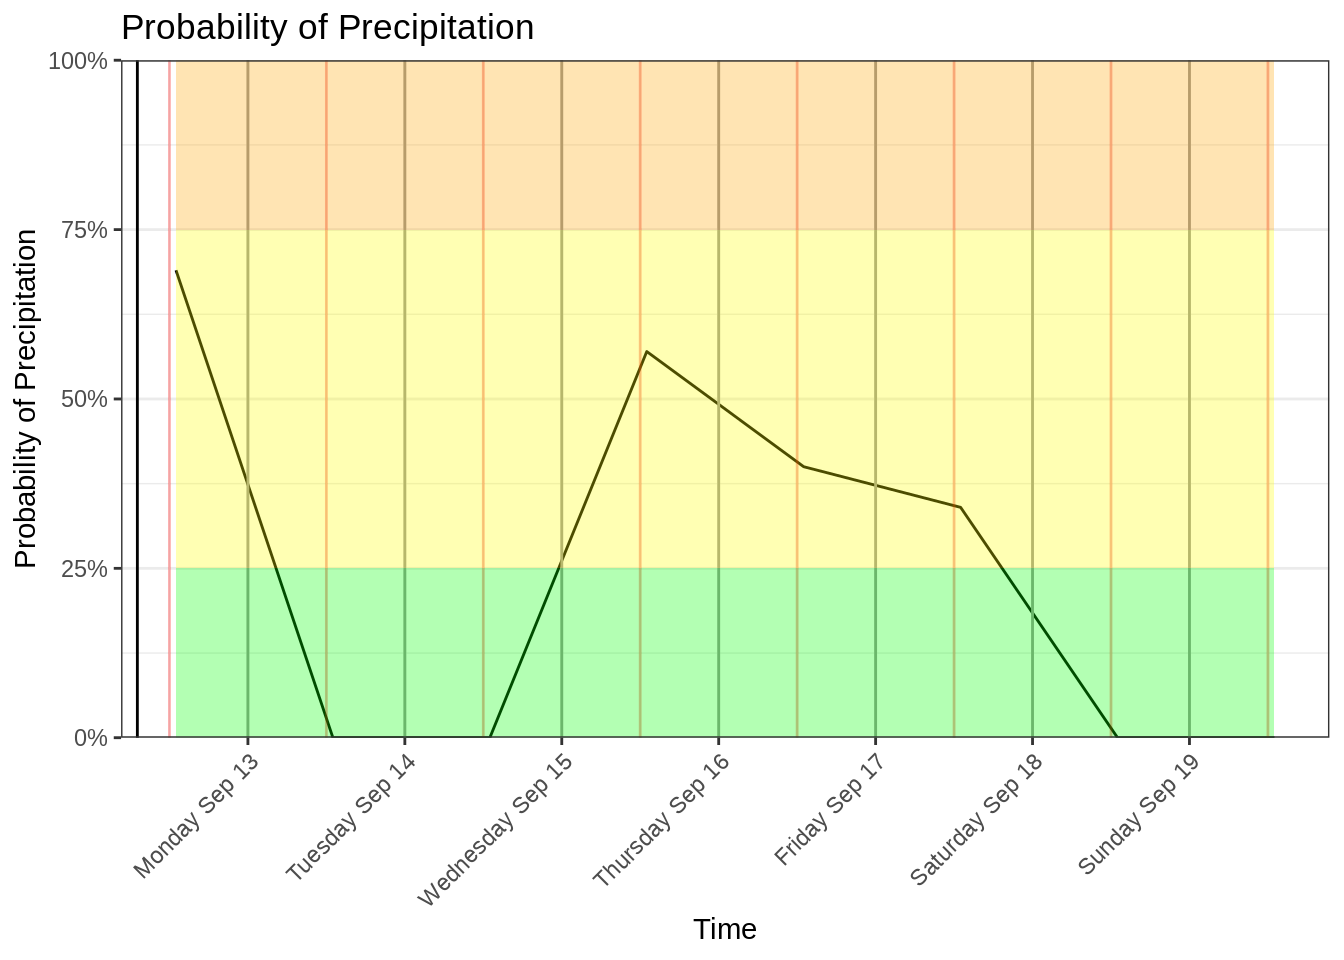 Probability of Precipitation
Probability of Precipitation
100%
75%
50%
25%
0%
Monday Sep 13
Tuesday Sep 14
Wednesday Sep 15
Thursday Sep 16
Friday Sep 17
Saturday Sep 18
Sunday Sep 19
Time